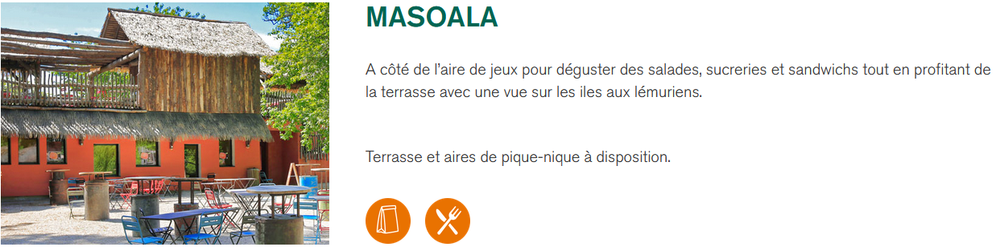 MASOALA
A côté de l'aire de jeux pour déguster des salades, sucreries et sandwichs tout en profitant de
la terrasse avec une vue sur les iles aux lémuriens.
Terrasse et aires de pique-nique à disposition.